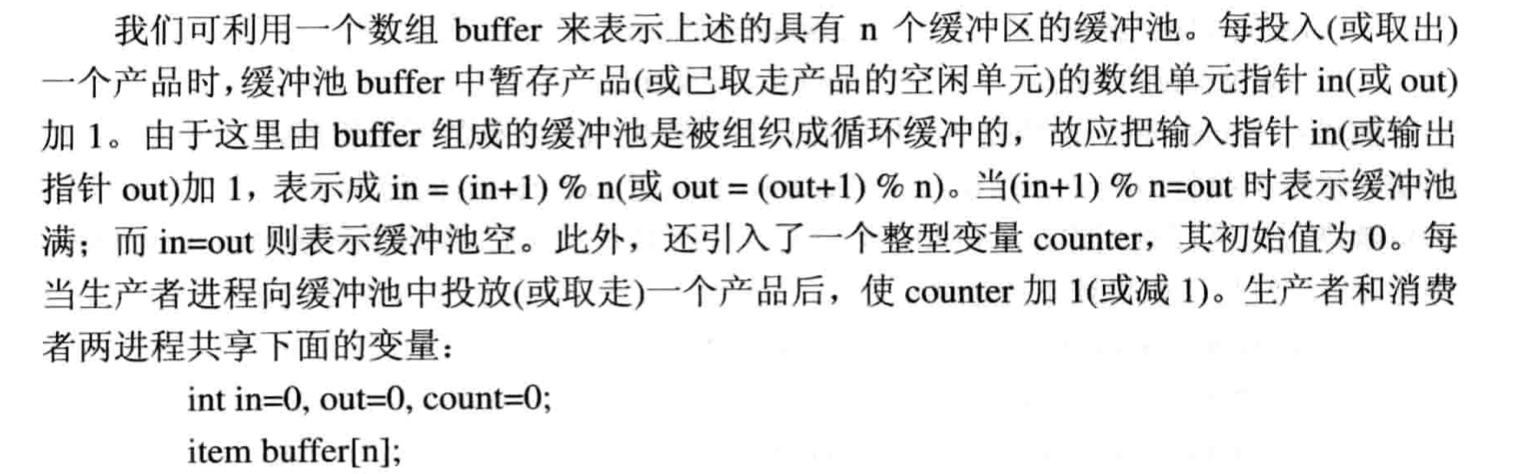 我们可利用一个数组 buffer 来表示上述的具有 n 个缓冲区的缓冲池。每投入(或取出)
一个产品时,缓冲池 buffer 中暂存产品(或已取走产品的空闲单元)的数组单元指针 in(或 out)
加 1。由于这里由 buffer 组成的缓冲池是被组织成循环缓冲的，故应把输入指针 in(或输出
指针 out)加 1，表示成 in = (in+1) % n(或 out = (out+1) % n)。当(in+1) % n=out 时表示缓冲池
满；而 in=out 则表示缓冲池空。此外，还引入了一个整型变量 counter，其初始值为 0。每
当生产者进程向缓冲池中投放(或取走)一个产品后，使 counter 加 1(或减 1)。生产者和消费
者两进程共享下面的变量：
int in=0, out=0, count=0;
item buffer[n];